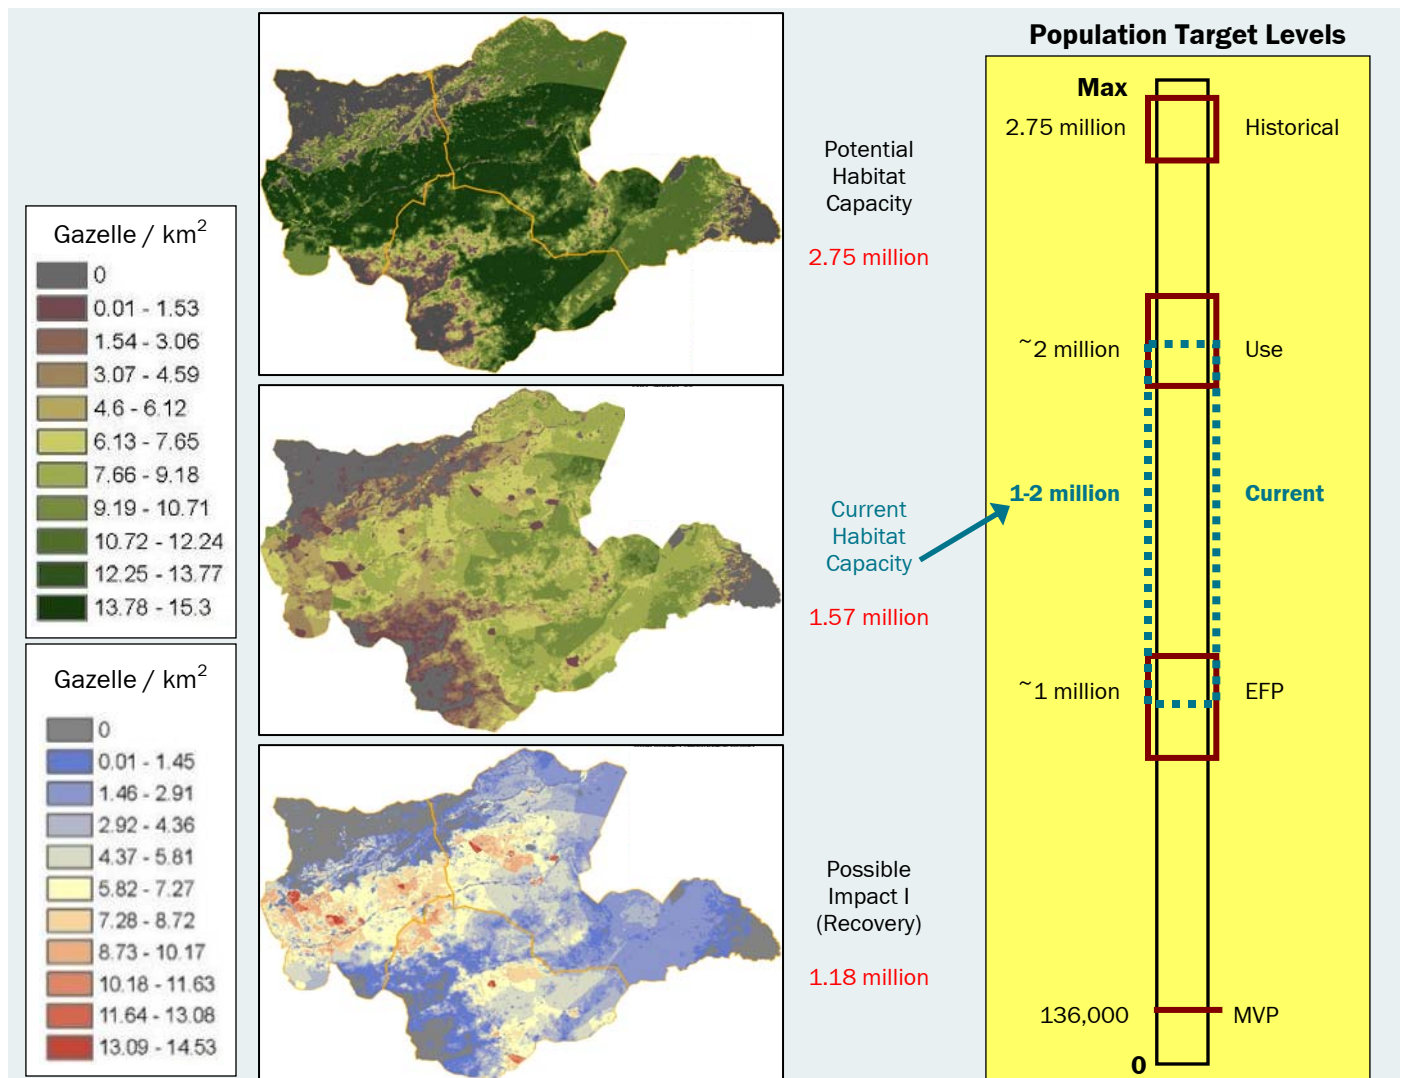 Population Target Levels
Gazelle / km²
0
0.01 - 1.53
1.54 - 3.06
3.07 - 4.59
4.6 - 6.12
6.13 - 7.65
7.66 - 9.18
9.19 - 10.71
10.72 - 12.24
12.25 - 13.77
13.78 - 15.3
Gazelle / km²
0
0.01 - 1.45
1.46 - 2.91
2.92 - 4.36
4.37 - 5.81
5.82 - 7.27
7.28 - 8.72
8.73 - 10.17
10.18 - 11.63
11.64 - 13.08
13.09 - 14.53
Potential
Habitat
Capacity
2.75 million
Current
Habitat
Capacity
1.57 million
Possible
Impact I
(Recovery)
1.18 million
Max
2.75 million Historical
~2 million Use
1-2 million Current
~1 million EFP
136,000 MVP
0